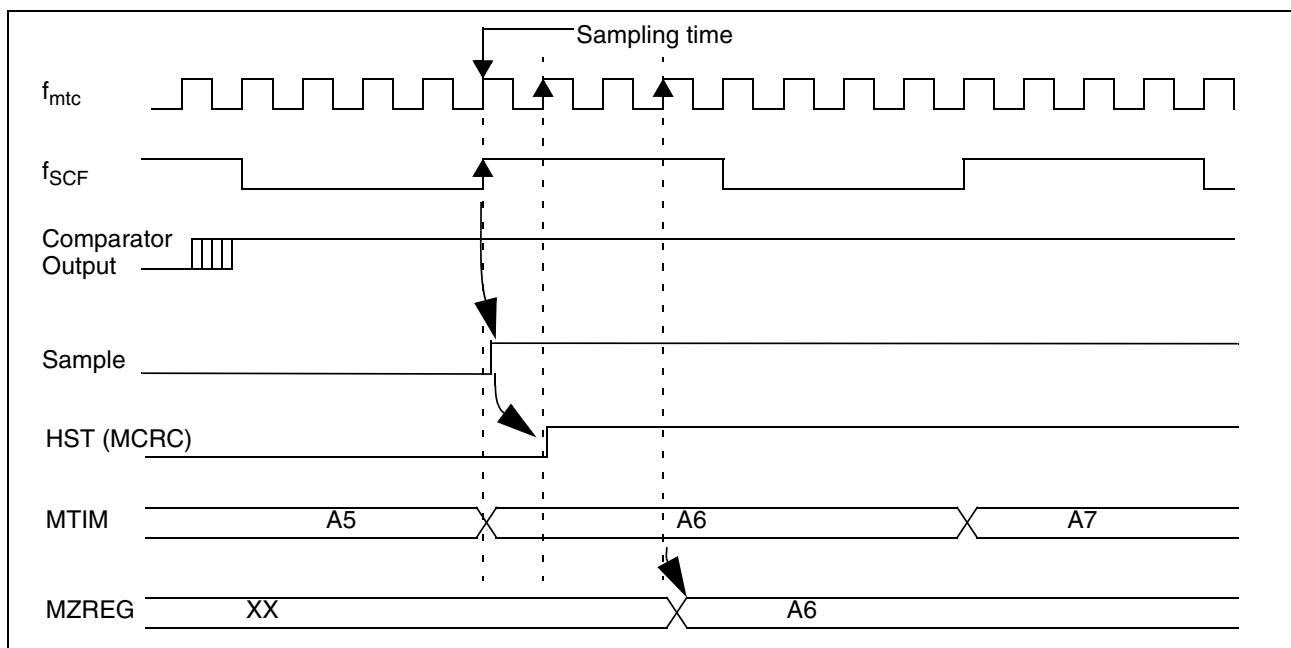 Sampling time
fmtc
fSCF
Comparator
Output
Sample
HST (MCRC)
MTIM
A5
A6
A7
MZREG
XX
A6